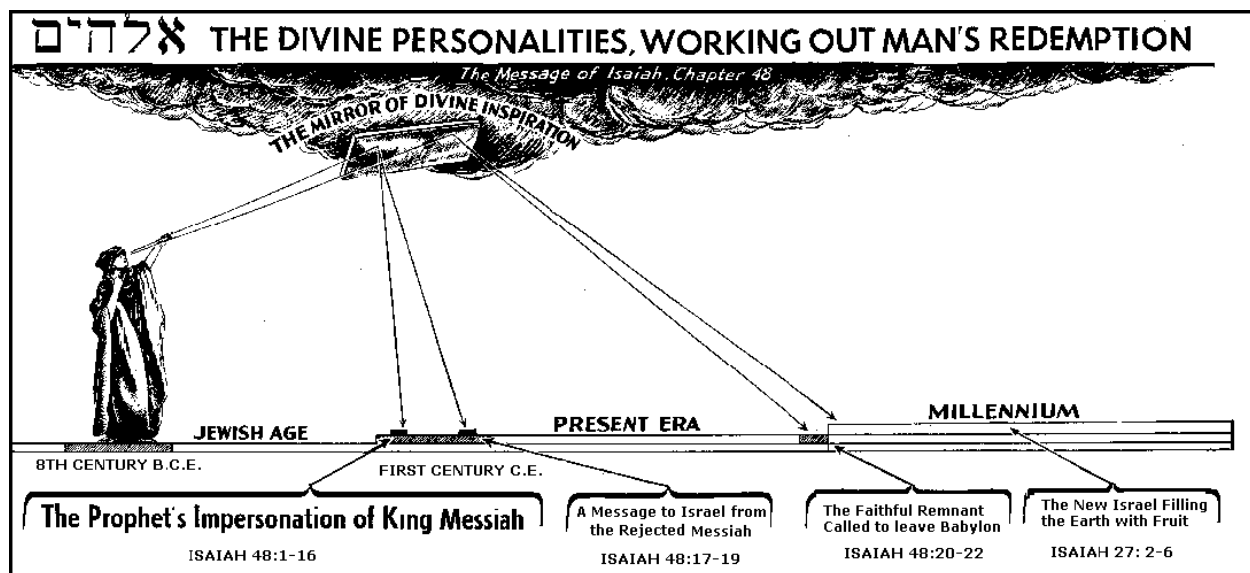 אלהים THE DIVINE PERSONALITIES, WORKING OUT MAN'S REDEMPTION
The Message of Isaiah, Chapter 48
THE MIRROR OF DIVINE INSPIRATION
JEWISH AGE
PRESENT ERA
MILLENNIUM
8TH CENTURY B.C.E.
FIRST CENTURY C.E.
The Prophet's Impersonation of King Messiah
ISAIAH 48:1-16
A Message to Israel from
the Rejected Messiah
ISAIAH 48:17-19
The Faithful Remnant
Called to leave Babylon
ISAIAH 48:20-22
The New Israel Filling
the Earth with Fruit
ISAIAH 27: 2-6